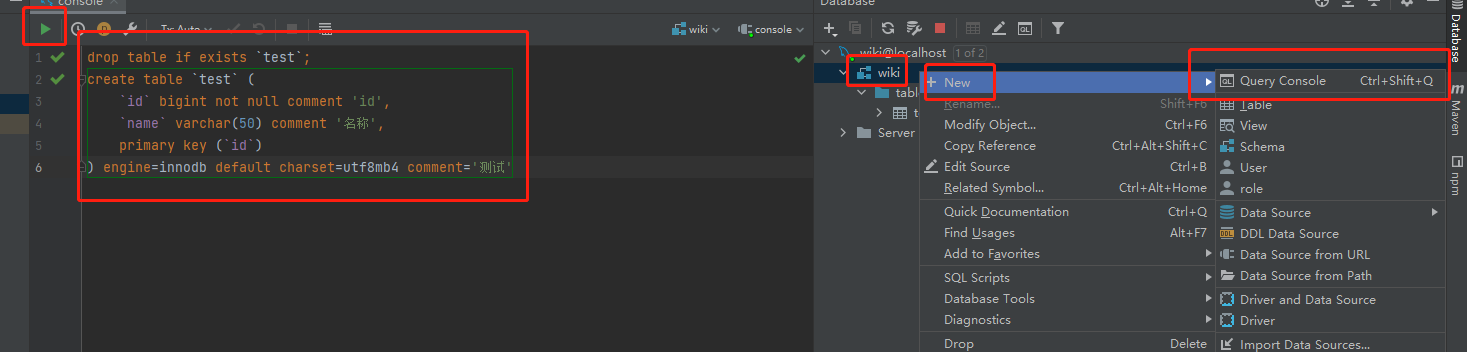 console
Tx: Auto
wiki
console
1 drop table if exists `test`;
2 create table `test` (
3 `id` bigint not null comment 'id',
4 `name` varchar(50) comment '名称',
5 primary key (`id`)
6 ) engine=innodb default charset=utf8mb4 comment='测试'
Database
wiki@localhost 1 of 2
wiki
table
t
Server
New
Rename... Shift+F6
Modify Object... Ctrl+F6
Copy Reference Ctrl+Alt+Shift+C
Edit Source Ctrl+B
Related Symbol... Ctrl+Alt+Home
Quick Documentation Ctrl+Q
Find Usages Alt+F7
Add to Favorites
SQL Scripts
Database Tools
Diagnostics
Drop Delete
Query Console Ctrl+Shift+Q
Table
View
Schema
User
role
Data Source
DDL Data Source
Data Source from URL
Data Source from Path
Driver and Data Source
Driver
Import Data Sources...
Database
Maven
npm